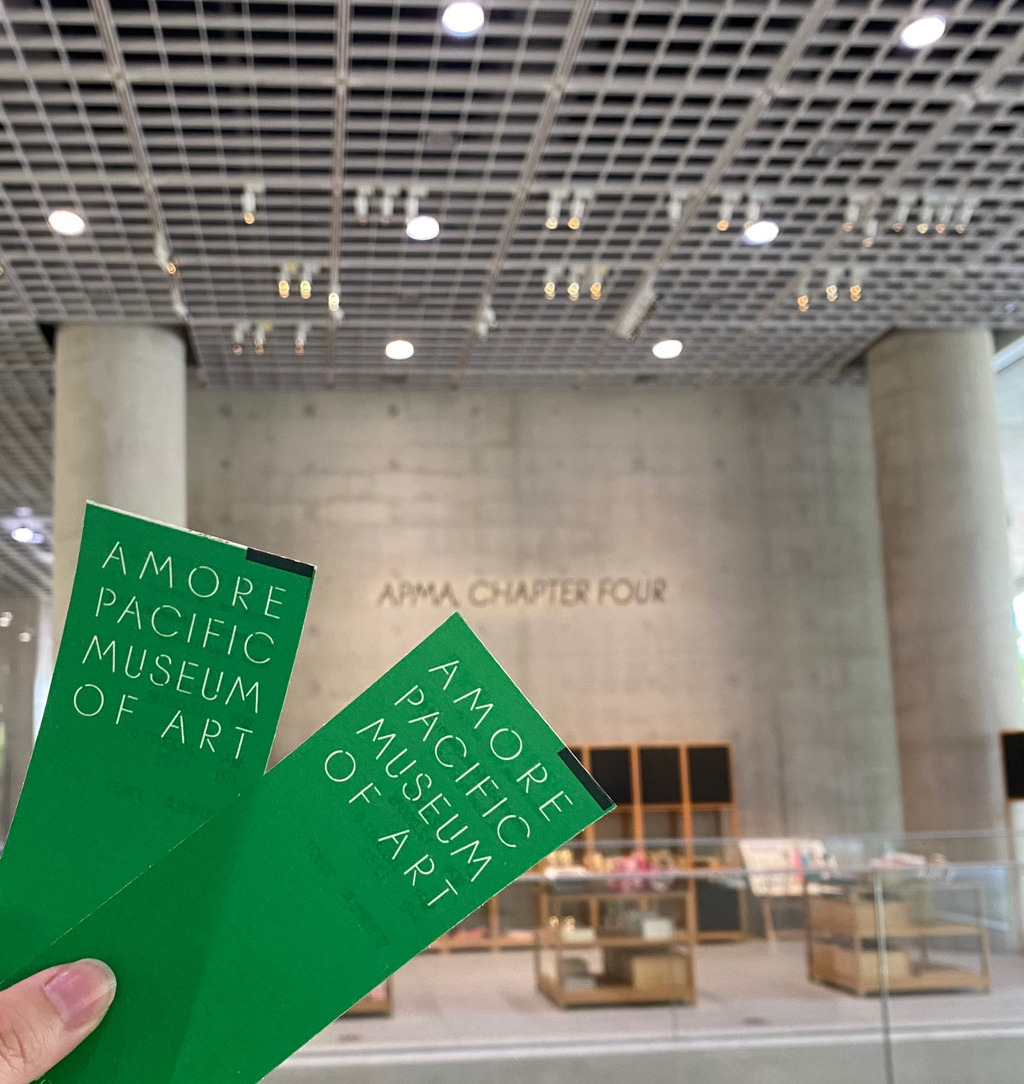 AMORE
PACIFIC
MUSEUM
OF ART
AMORE
PACIFIC
MUSEUM
OF ART
APMA, CHAPTER FOUR